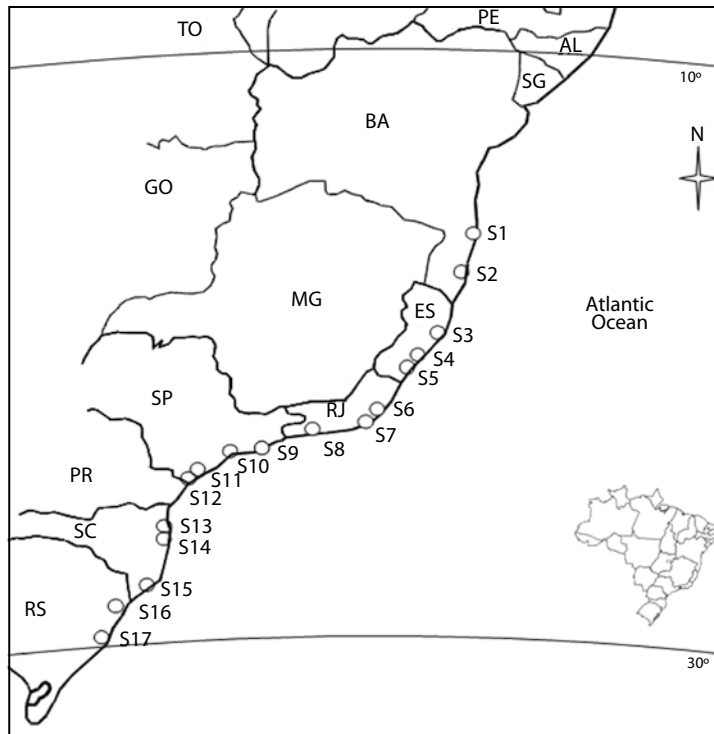 PE
TO
AL
10º
SG
BA
N
GO
S1
S2
MG
ES
Atlantic
Ocean
S3
S4
S5
SP
RJ
S6
S7
S8
S9
S10
PR
S11
S12
SC
S13
S14
S15
RS
S16
S17
30º